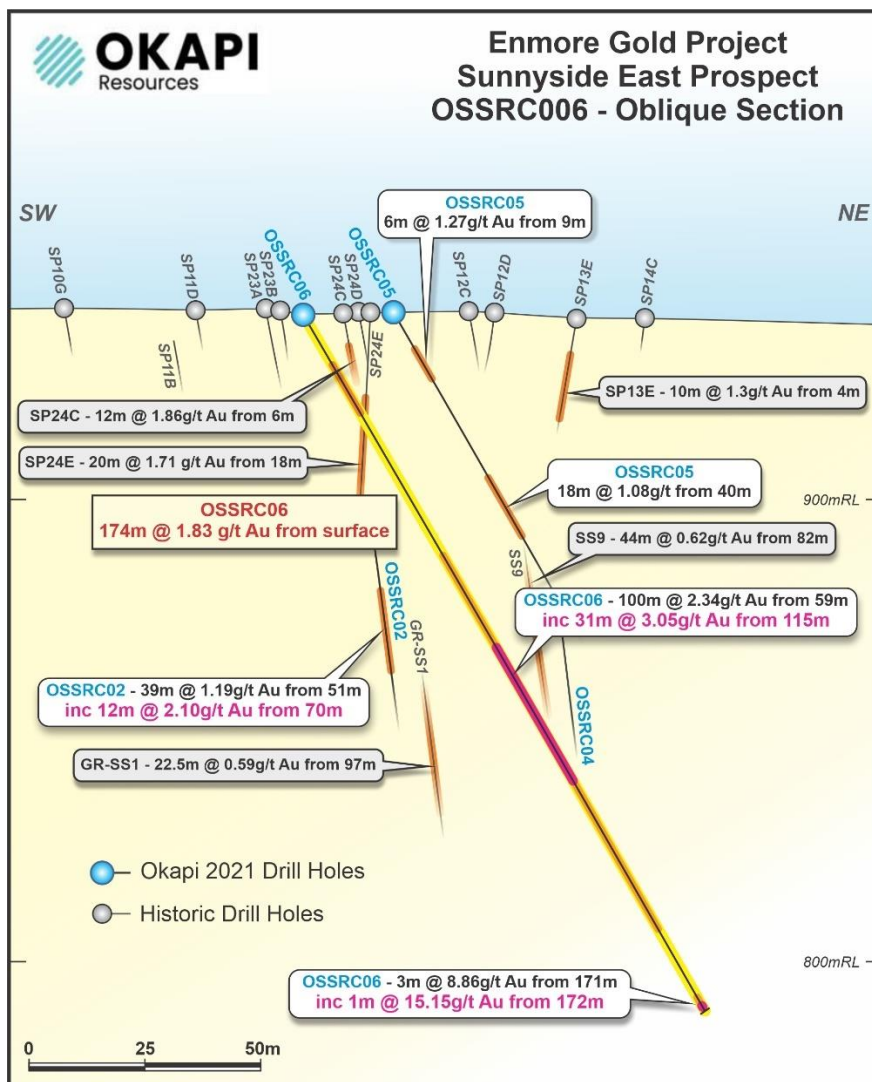 OKAPI
Resources
Enmore Gold Project
Sunnyside East Prospect
OSSRC006 - Oblique Section
SW
NE
OSSRC05
6m @ 1.27g/t Au from 9m
SP10G
SP11D
SP23A
SP23B
OSSRC06
SP24C
SP24D
OSSRC05
SP12C
SP12D
SP13E
SP14C
SP11B
SP24E
SP24C - 12m @ 1.86g/t Au from 6m
SP13E - 10m @ 1.3g/t Au from 4m
SP24E - 20m @ 1.71 g/t Au from 18m
OSSRC05
18m @ 1.08g/t from 40m
900mRL
OSSRC06
174m @ 1.83 g/t Au from surface
SS9 - 44m @ 0.62g/t Au from 82m
SS9
OSSRC02
OSSRC06 - 100m @ 2.34g/t Au from 59m
inc 31m @ 3.05g/t Au from 115m
GR-SS1
OSSRC02 - 39m @ 1.19g/t Au from 51m
inc 12m @ 2.10g/t Au from 70m
OSSRC04
GR-SS1 - 22.5m @ 0.59g/t Au from 97m
Okapi 2021 Drill Holes
Historic Drill Holes
800mRL
OSSRC06 - 3m @ 8.86g/t Au from 171m
inc 1m @ 15.15g/t Au from 172m
0 25 50m